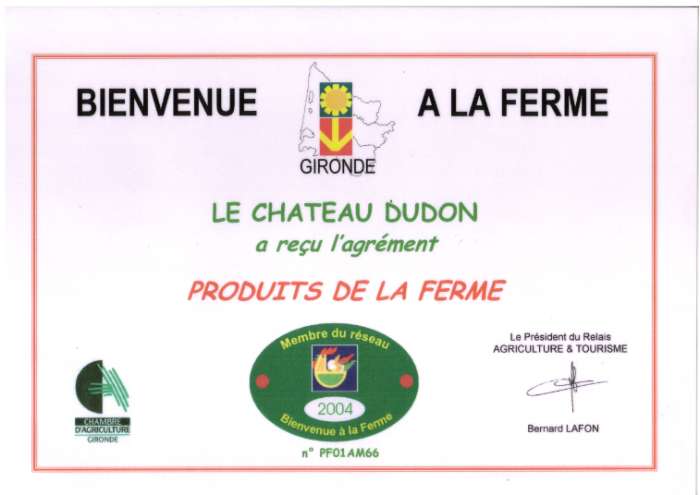 BIENVENUE A LA FERME
GIRONDE
LE CHATEAU DUDON
a reçu l'agrément
PRODUITS DE LA FERME
Membre du réseau
2004
Bienvenue à la Ferme
n° PF01AM66
Le Président du Relais
AGRICULTURE & TOURISME
Bernard LAFON
CHAMBRE
D'AGRICULTURE
GIRONDE